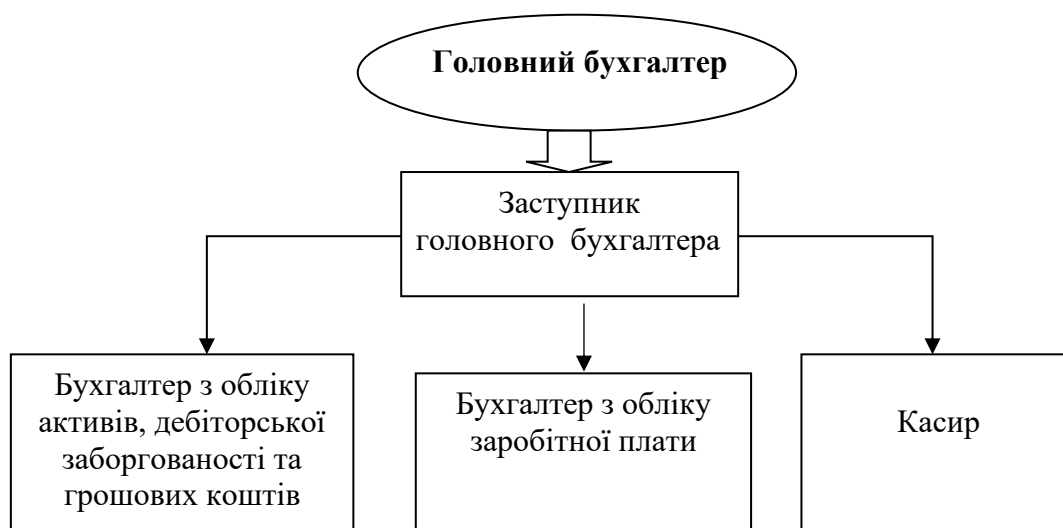 Головний бухгалтер
Заступник
головного бухгалтера
Бухгалтер з обліку
активів, дебіторської
заборгованості та
грошових коштів
Бухгалтер з обліку
заробітної плати
Касир